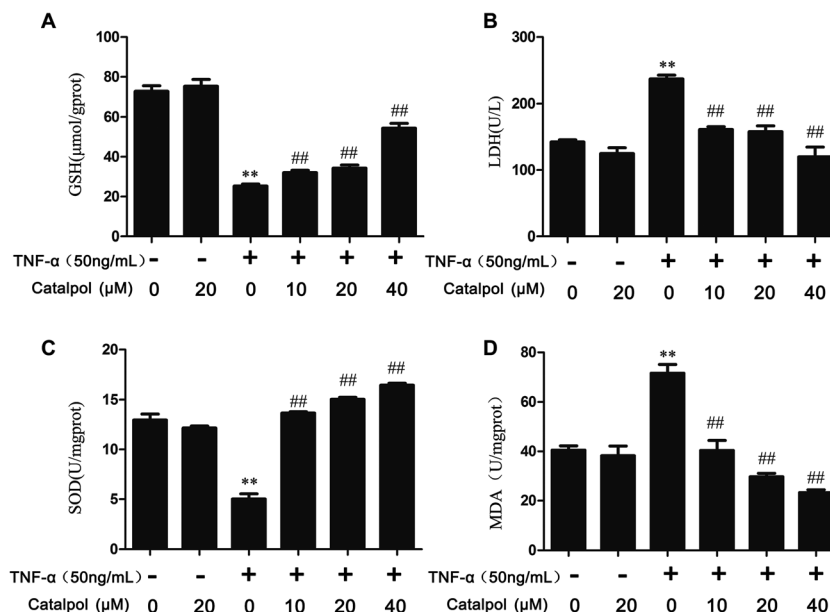 A
GSH(μmol/gprot)
100
80
60
40
20
0
**
##
##
##
TNF-α（50ng/mL） - - + + + +
Catalpol (μM) 0 20 0 10 20 40
B
LDH(U/L)
300
200
100
0
**
##
##
##
TNF-α（50ng/mL） - - + + + +
Catalpol (μM) 0 20 0 10 20 40
C
SOD(U/mgprot)
20
15
10
5
0
**
##
##
##
TNF-α（50ng/mL） - - + + + +
Catalpol (μM) 0 20 0 10 20 40
D
MDA（U/mgprot)
80
60
40
20
0
**
##
##
##
TNF-α（50ng/mL） - - + + + +
Catalpol (μM) 0 20 0 10 20 40